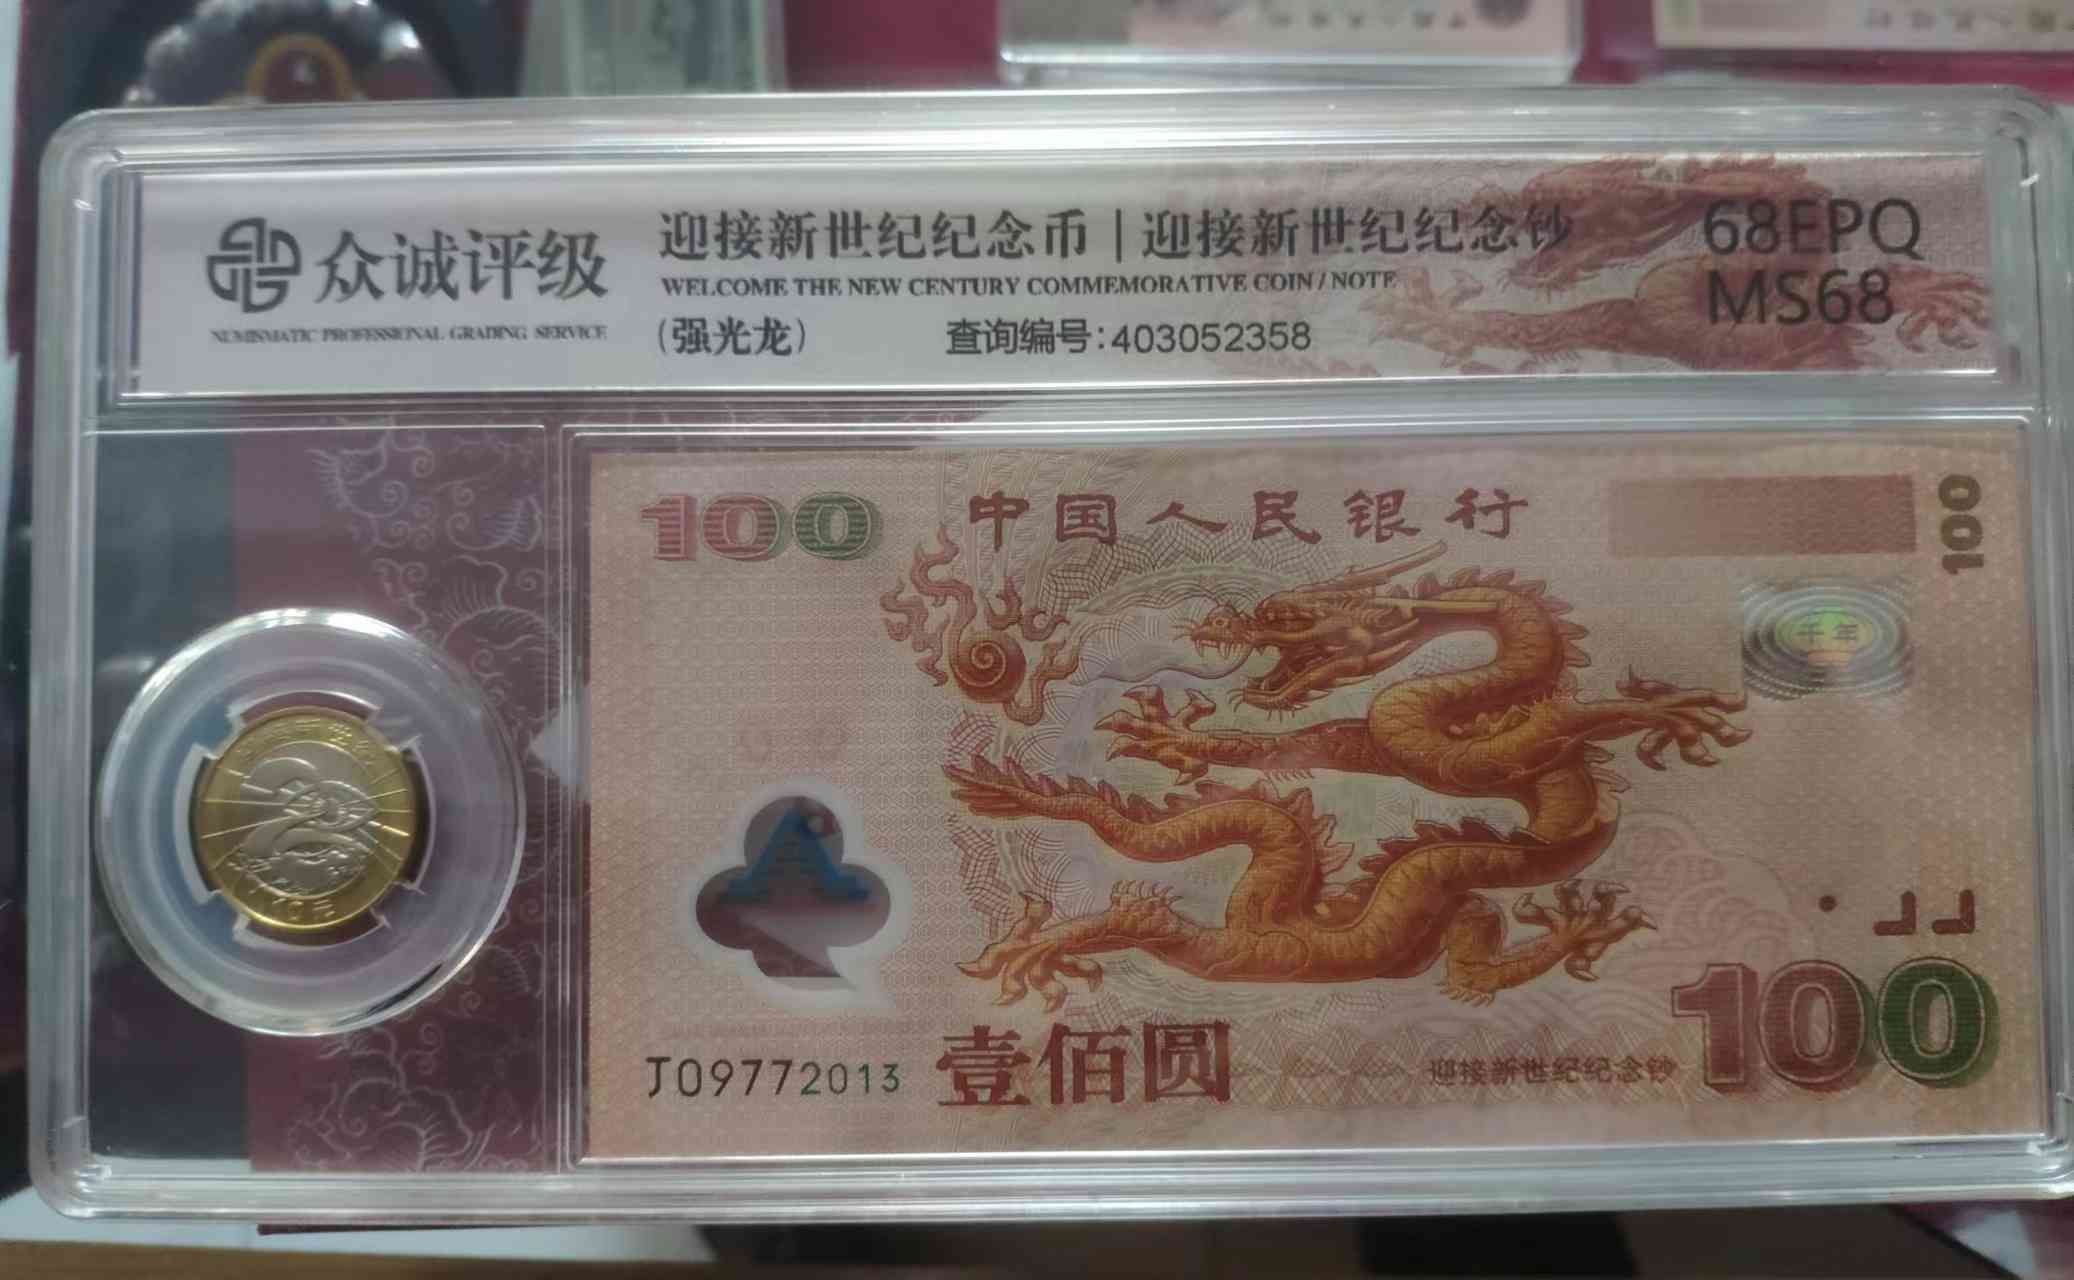 众诚评级
NUMISMATIC PROFESSIONAL GRADING SERVICE
迎接新世纪纪念币 | 迎接新世纪纪念钞
WELCOME THE NEW CENTURY COMMEMORATIVE COIN / NOTE
(强光龙) 查询编号:403052358
68EPQ
MS68
100 中国人民银行 100
千年
10元
J09772013 壹佰圆 迎接新世纪纪念钞 100